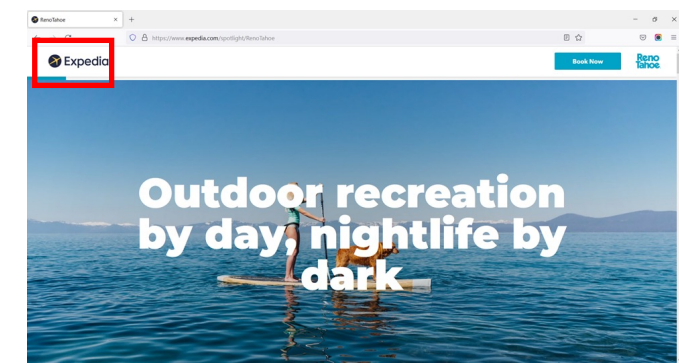 RenoTahoe
https://www.expedia.com/spotlight/RenoTahoe
Expedia
Book Now
Reno
Tahoe
Outdoor recreation
by day, nightlife by
dark